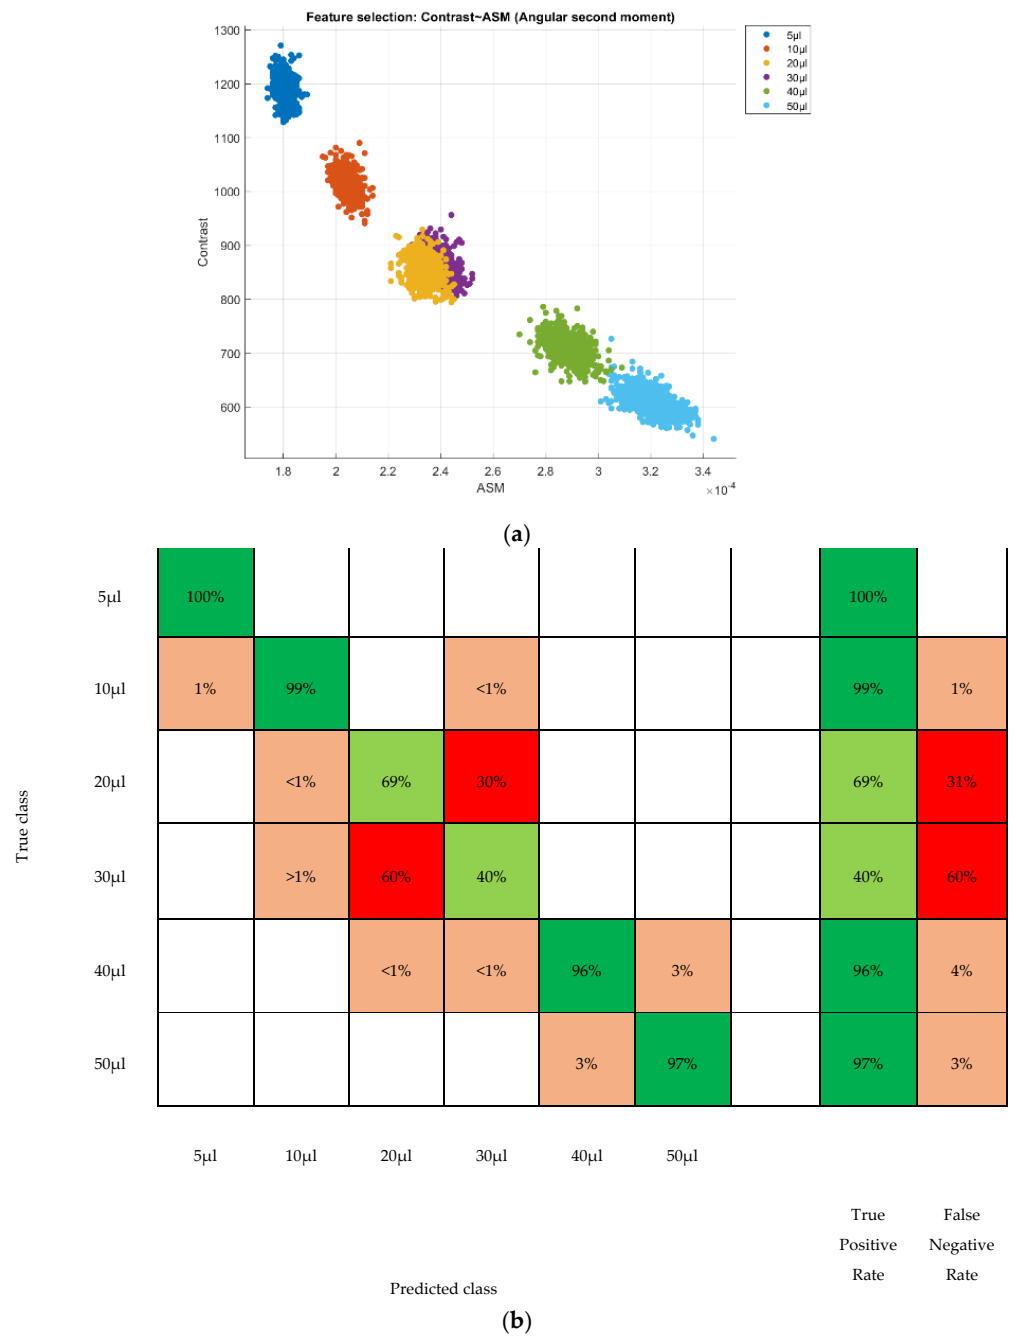 Feature selection: Contrast~ASM (Angular second moment)
1300
1200
1100
1000
900
800
700
600
Contrast
1.8 2 2.2 2.4 2.6 2.8 3 3.2 3.4
ASM
×10-4
5µl
10µl
20µl
30µl
40µl
50µl
(a)
True class
5µl 100% 100%
10µl 1% 99% <1% 99% 1%
20µl <1% 69% 30% 69% 31%
30µl >1% 60% 40% 40% 60%
40µl <1% <1% 96% 3% 96% 4%
50µl 3% 97% 97% 3%
5µl 10µl 20µl 30µl 40µl 50µl
True False
Positive Negative
Rate Rate
Predicted class
(b)